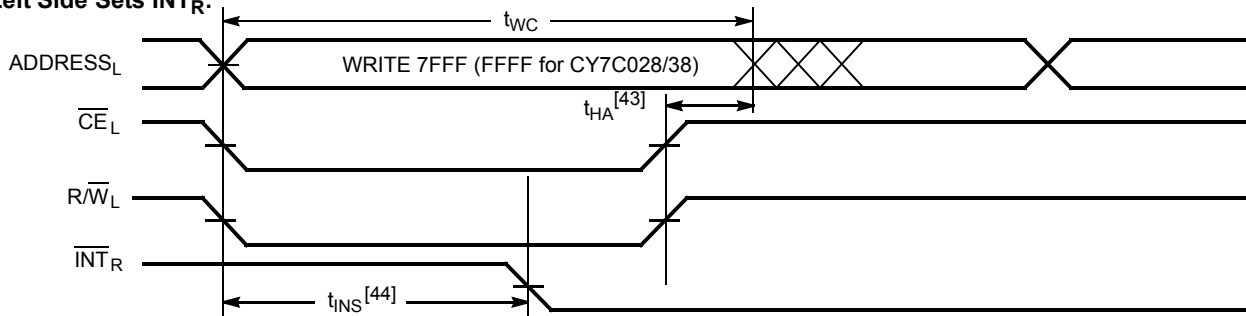 Left Side Sets INTR:
tWC
ADDRESSL
WRITE 7FFF (FFFF for CY7C028/38)
tHA[43]
CEL
R/WL
INTR
tINS[44]